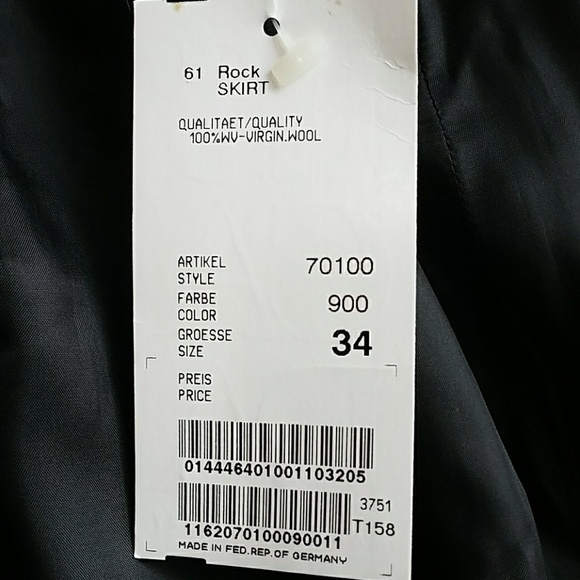 61 Rock
SKIRT
QUALITAET/QUALITY
100%WV-VIRGIN.WOOL
ARTIKEL 70100
STYLE
FARBE 900
COLOR
GROESSE 34
SIZE
PREIS
PRICE
014446401001103205
3751
1162070100090011 T158
MADE IN FED.REP.OF GERMANY